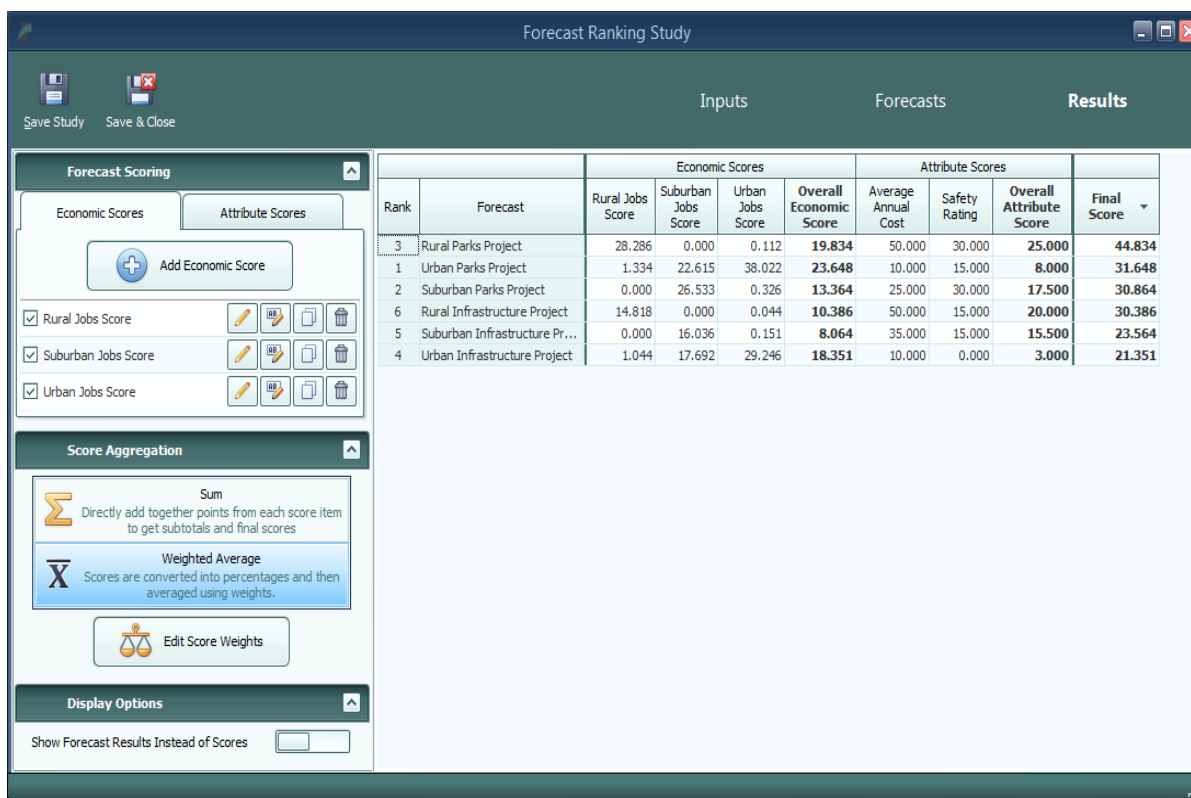 Forecast Ranking Study
Save Study
Save & Close
Inputs
Forecasts
Results
Forecast Scoring
Economic Scores
Attribute Scores
Add Economic Score
Rural Jobs Score
Suburban Jobs Score
Urban Jobs Score
Score Aggregation
Sum
Directly add together points from each score item
to get subtotals and final scores
X
Weighted Average
Scores are converted into percentages and then
averaged using weights.
Edit Score Weights
Display Options
Show Forecast Results Instead of Scores
Economic Scores Attribute Scores
Rank Forecast Rural Jobs Score Suburban Jobs Score Urban Jobs Score Overall Economic Score Average Annual Cost Safety Rating Overall Attribute Score Final Score
3 Rural Parks Project 28.286 0.000 0.112 19.834 50.000 30.000 25.000 44.834
1 Urban Parks Project 1.334 22.615 38.022 23.648 10.000 15.000 8.000 31.648
2 Suburban Parks Project 0.000 26.533 0.326 13.364 25.000 30.000 17.500 30.864
6 Rural Infrastructure Project 14.818 0.000 0.044 10.386 50.000 15.000 20.000 30.386
5 Suburban Infrastructure Pr... 0.000 16.036 0.151 8.064 35.000 15.000 15.500 23.564
4 Urban Infrastructure Project 1.044 17.692 29.246 18.351 10.000 0.000 3.000 21.351